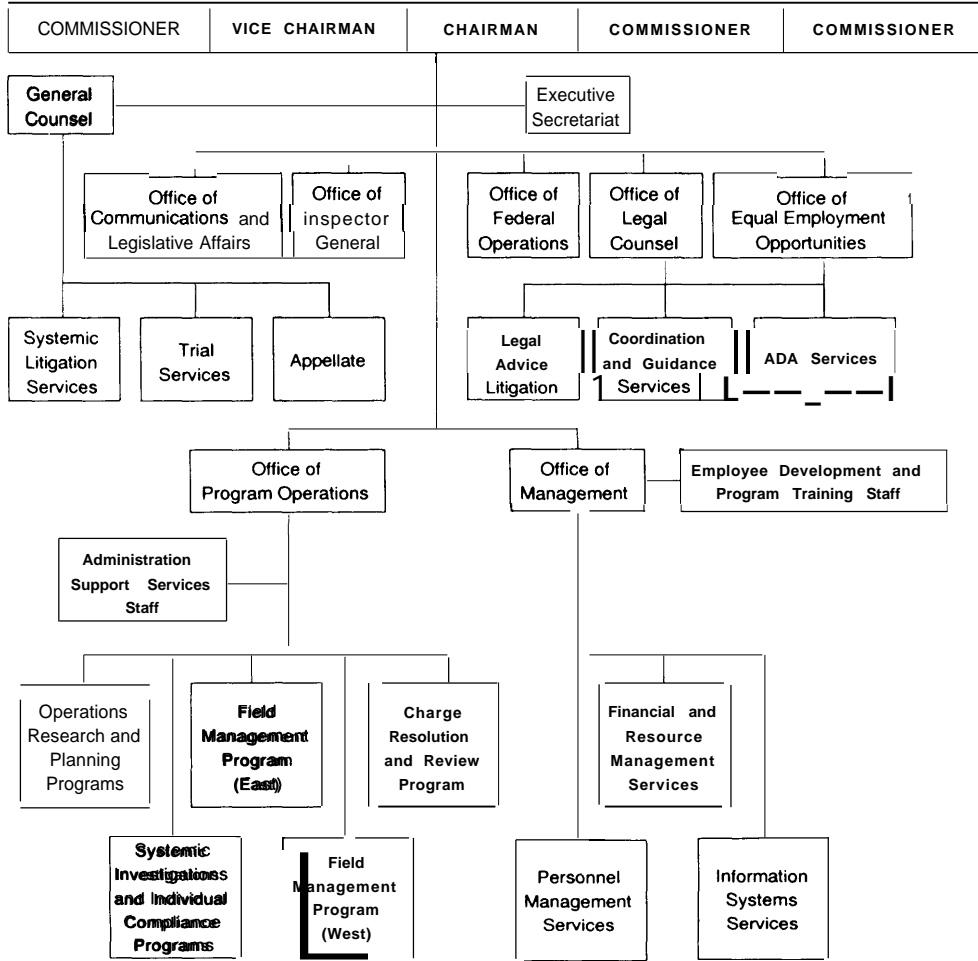 COMMISSIONER VICE CHAIRMAN CHAIRMAN COMMISSIONER COMMISSIONER
General
Counsel
Executive
Secretariat
Office of
Communications and
Legislative Affairs
Office of
inspector
General
Office of
Federal
Operations
Office of
Legal
Counsel
Office of
Equal Employment
Opportunities
Systemic
Litigation
Services
Trial
Services
Appellate
Legal
Advice
Litigation
Coordination
and Guidance
Services
ADA Services
Office of
Program Operations
Office of
Management
Employee Development and
Program Training Staff
Administration
Support Services
Staff
Operations
Research and
Planning
Programs
Field
Management
Program
(East)
Charge
Resolution
and Review
Program
Financial and
Resource
Management
Services
Systemic
Investigations
and Individual
Compliance
Programs
Field
Management
Program
(West)
Personnel
Management
Services
Information
Systems
Services